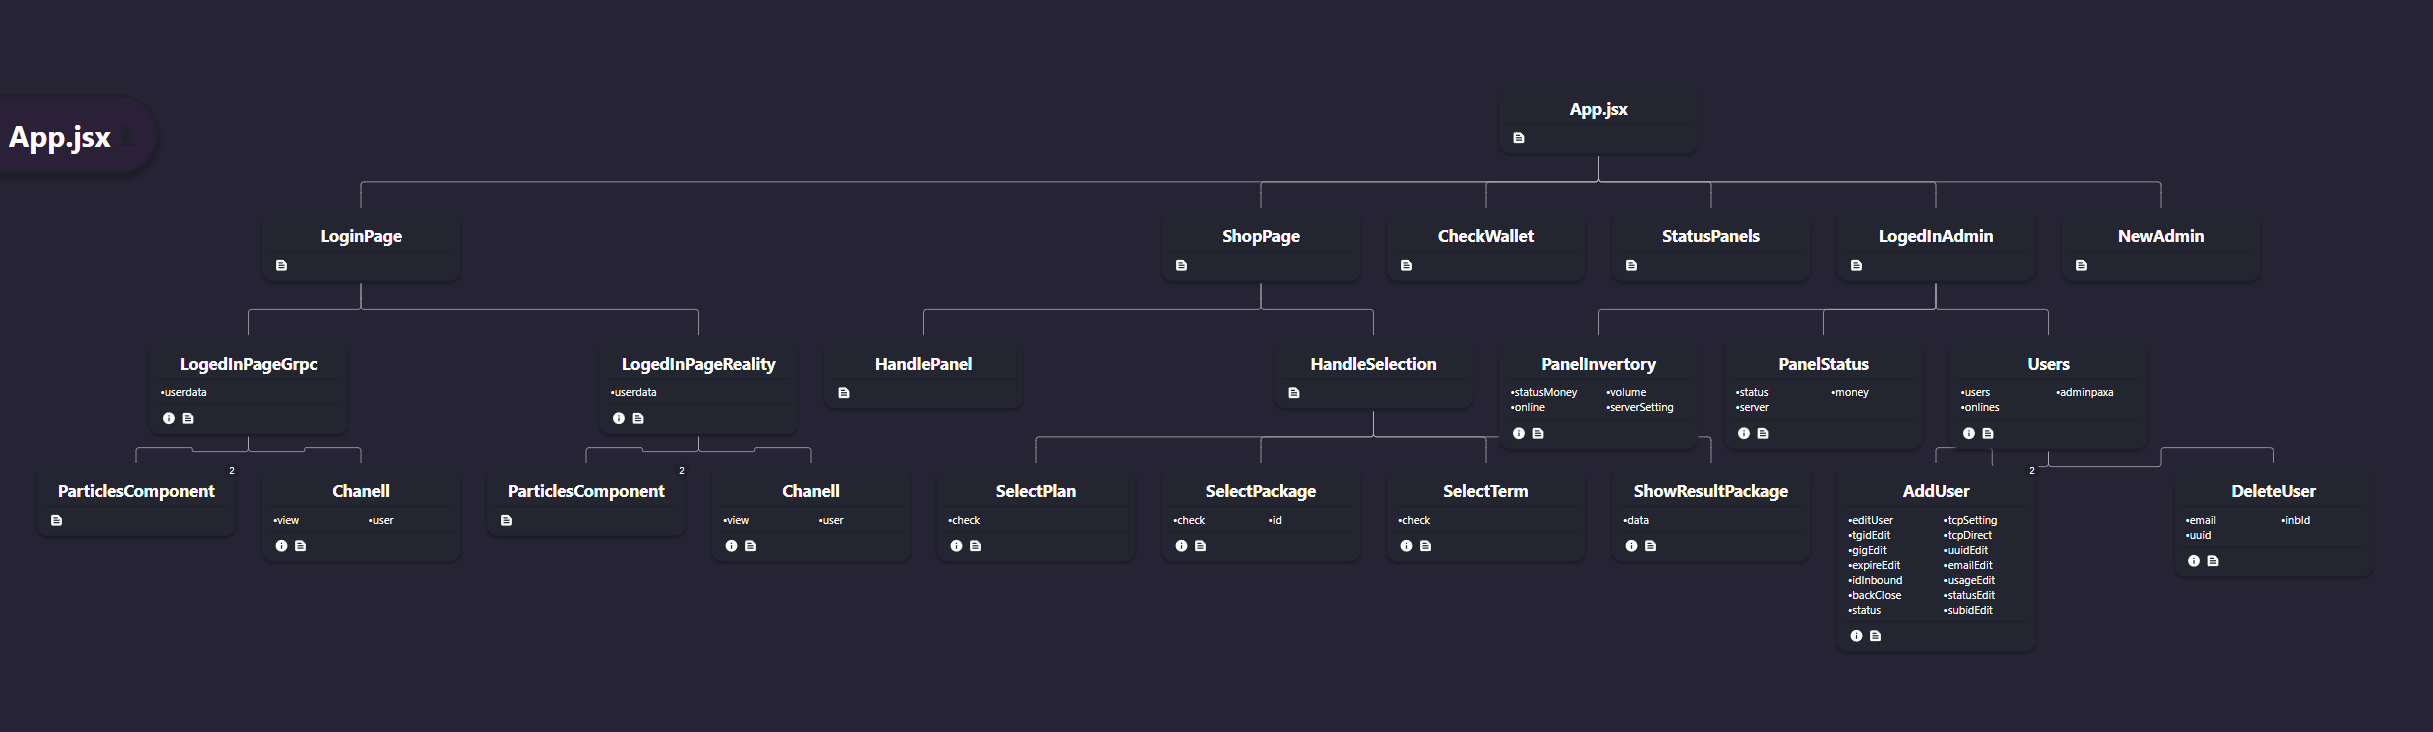 App.jsx
App.jsx
LoginPage
ShopPage
CheckWallet
StatusPanels
LogedInAdmin
NewAdmin
LogedInPageGrpc
•userdata
LogedInPageReality
•userdata
HandlePanel
HandleSelection
PanelInvertory
•statusMoney •volume
•online •serverSetting
PanelStatus
•status •money
•server
Users
•users •adminpaxa
•onlines
2
ParticlesComponent
Chanell
•view •user
2
ParticlesComponent
Chanell
•view •user
SelectPlan
•check
SelectPackage
•check •id
SelectTerm
•check
ShowResultPackage
•data
2
AddUser
•editUser •tcpSetting
•tgidEdit •tcpDirect
•gigEdit •uuidEdit
•expireEdit •emailEdit
•idInbound •usageEdit
•backClose •statusEdit
•status •subidEdit
DeleteUser
•email •inbId
•uuid